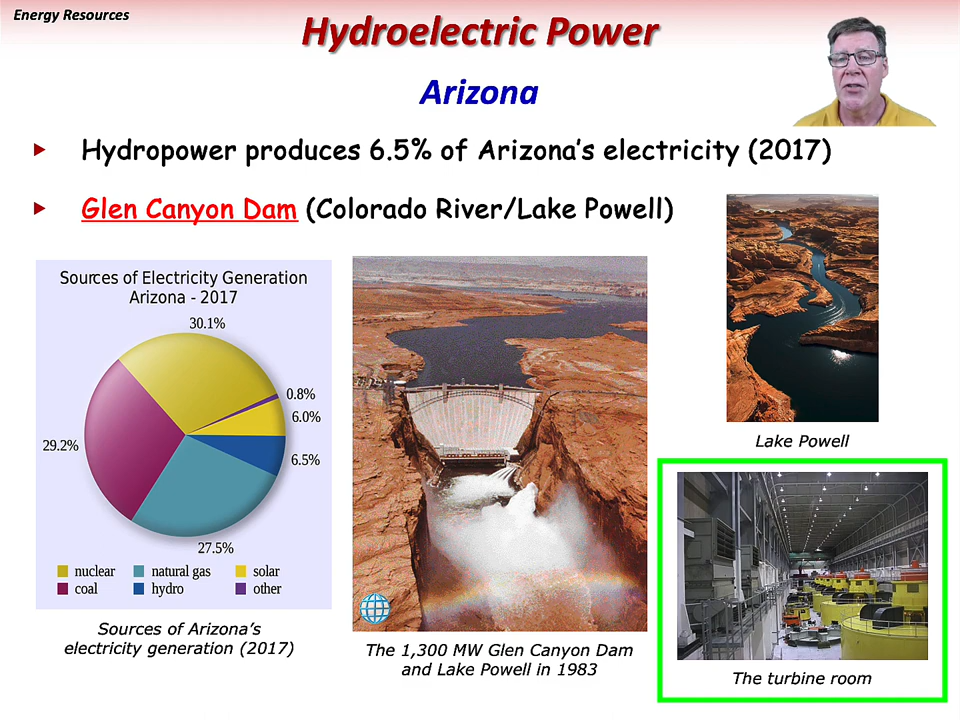 Energy Resources
Hydroelectric Power
Arizona
Hydropower produces 6.5% of Arizona's electricity (2017)
Glen Canyon Dam (Colorado River/Lake Powell)
Sources of Electricity Generation
Arizona - 2017
30.1%
0.8%
6.0%
29.2%
6.5%
27.5%
nuclear natural gas solar
coal hydro other
Sources of Arizona's
electricity generation (2017)
The 1,300 MW Glen Canyon Dam
and Lake Powell in 1983
Lake Powell
The turbine room